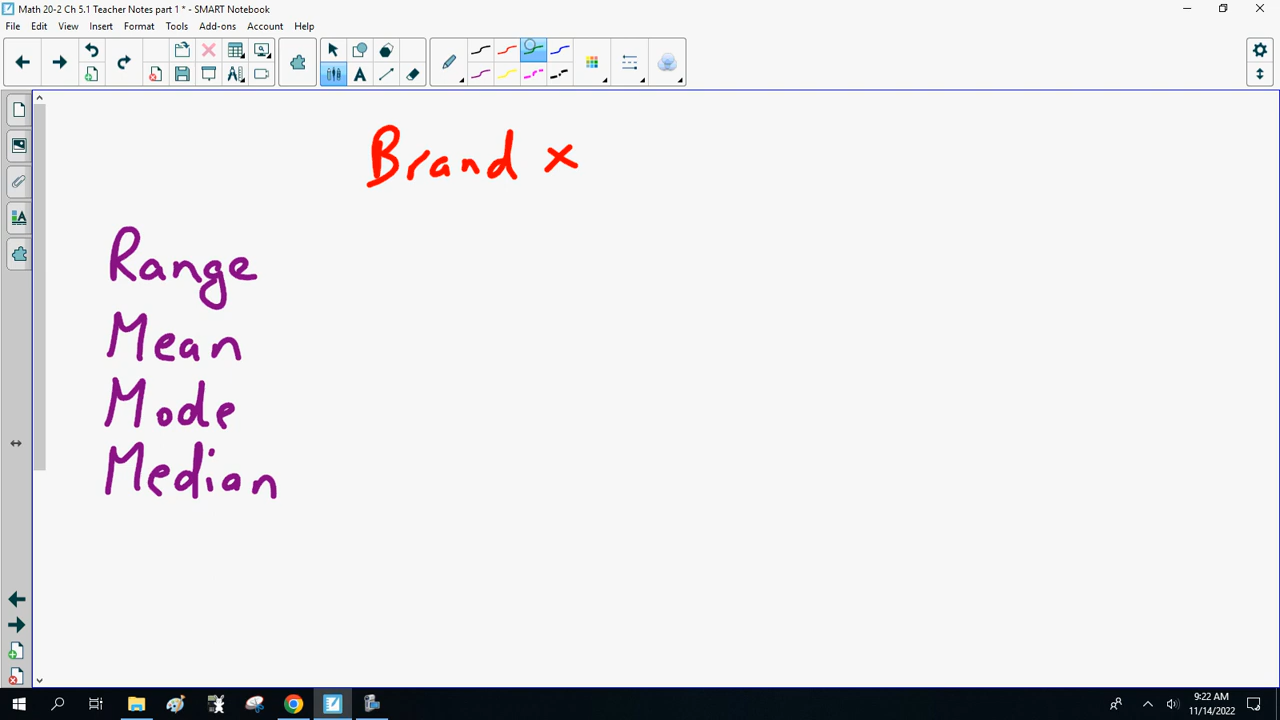 Math 20-2 Ch 5.1 Teacher Notes part 1 * - SMART Notebook
File Edit View Insert Format Tools Add-ons Account Help
Brand x
Range
Mean
Mode
Median
9:22 AM
11/14/2022